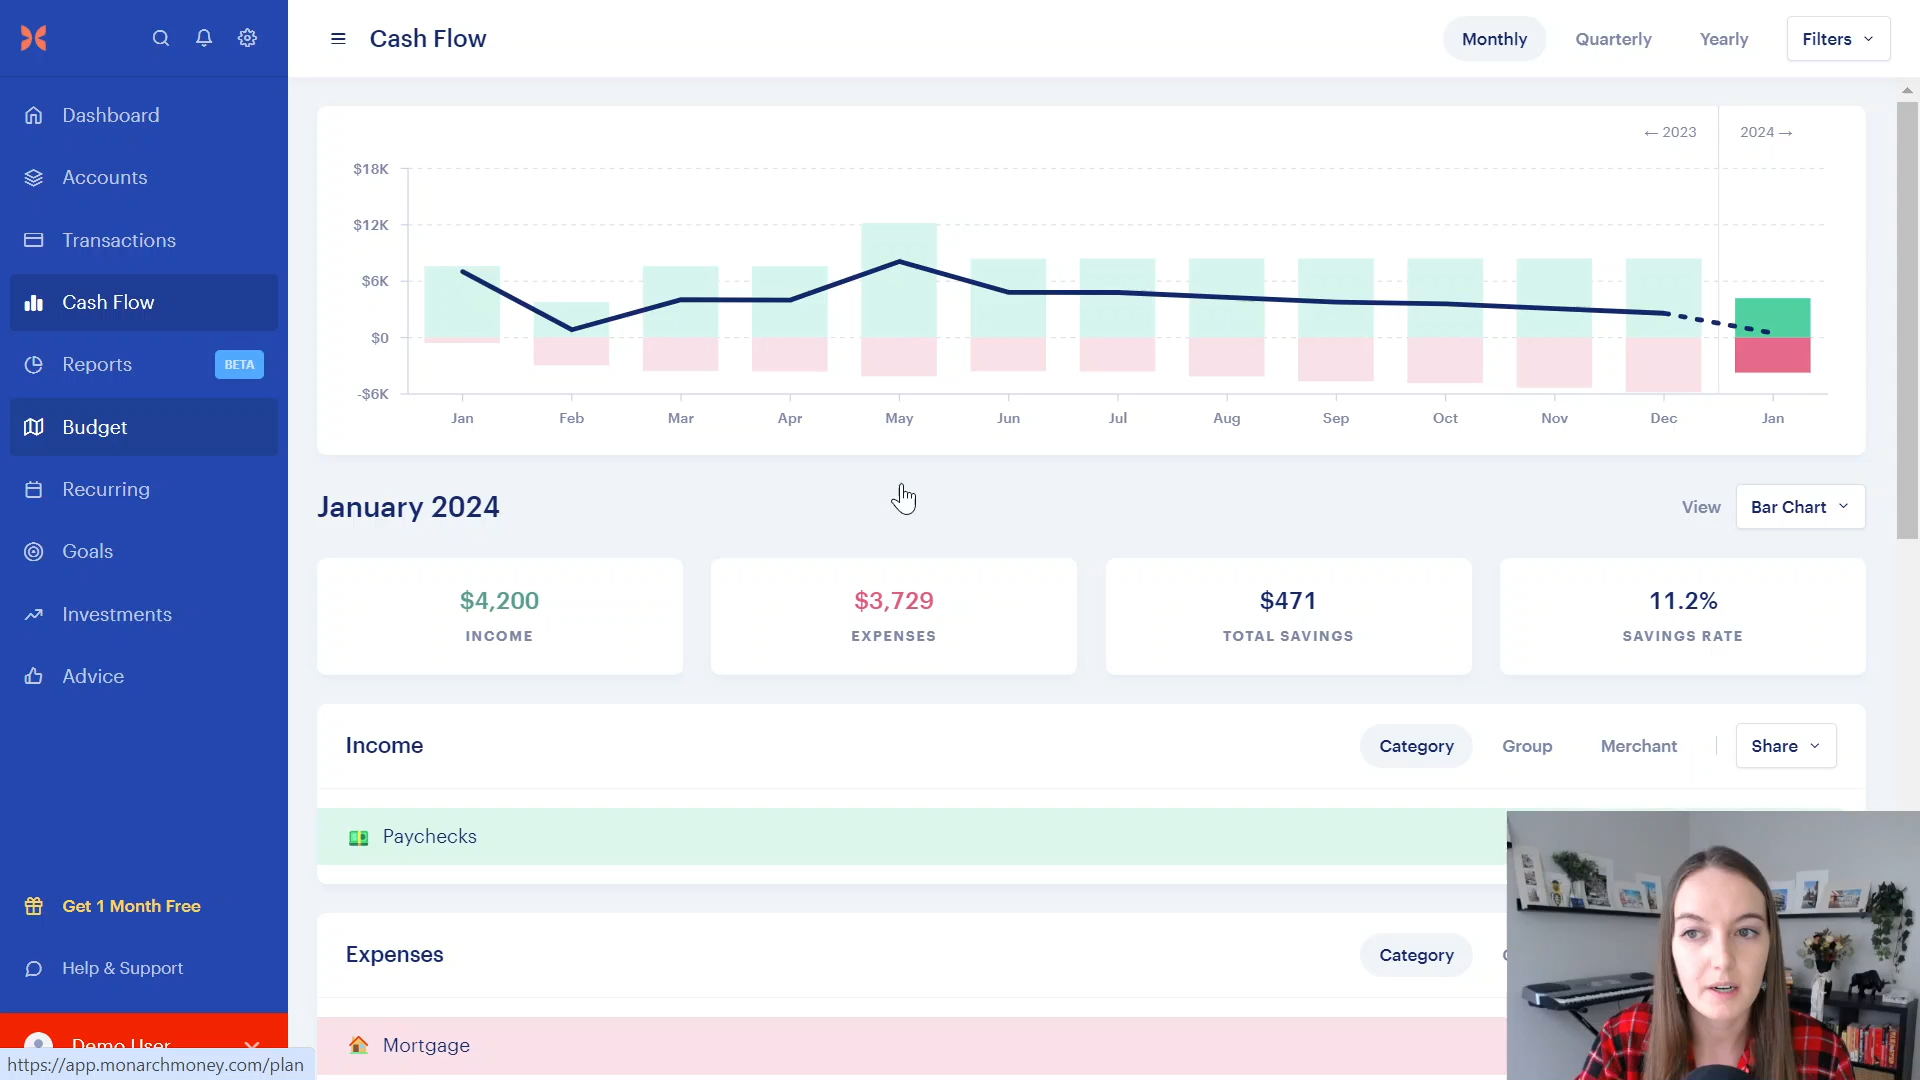 Cash Flow
Monthly
Quarterly
Yearly
Filters
Dashboard
Accounts
Transactions
Cash Flow
Reports
BETA
Budget
Recurring
Goals
Investments
Advice
Get 1 Month Free
Help & Support
Demo User
https://app.monarchmoney.com/plan
← 2023
2024 →
$18K
$12K
$6K
$0
-$6K
Jan Feb Mar Apr May Jun Jul Aug Sep Oct Nov Dec Jan
January 2024
View
Bar Chart
$4,200
INCOME
$3,729
EXPENSES
$471
TOTAL SAVINGS
11.2%
SAVINGS RATE
Income
Category
Group
Merchant
Share
Paychecks
Expenses
Category
Mortgage